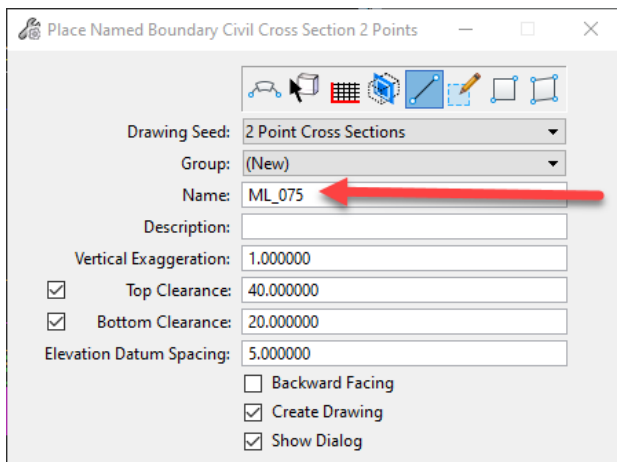 Place Named Boundary Civil Cross Section 2 Points
Drawing Seed: 2 Point Cross Sections
Group: (New)
Name: ML_075
Description:
Vertical Exaggeration: 1.000000
Top Clearance: 40.000000
Bottom Clearance: 20.000000
Elevation Datum Spacing: 5.000000
Backward Facing
Create Drawing
Show Dialog